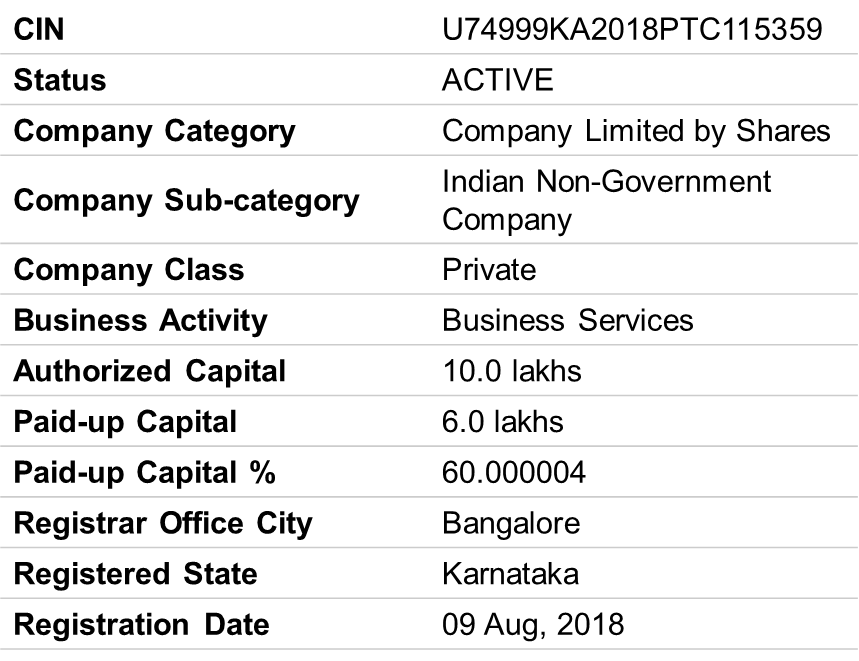 CIN U74999KA2018PTC115359
Status ACTIVE
Company Category Company Limited by Shares
Company Sub-category Indian Non-Government
Company
Company Class Private
Business Activity Business Services
Authorized Capital 10.0 lakhs
Paid-up Capital 6.0 lakhs
Paid-up Capital % 60.000004
Registrar Office City Bangalore
Registered State Karnataka
Registration Date 09 Aug, 2018